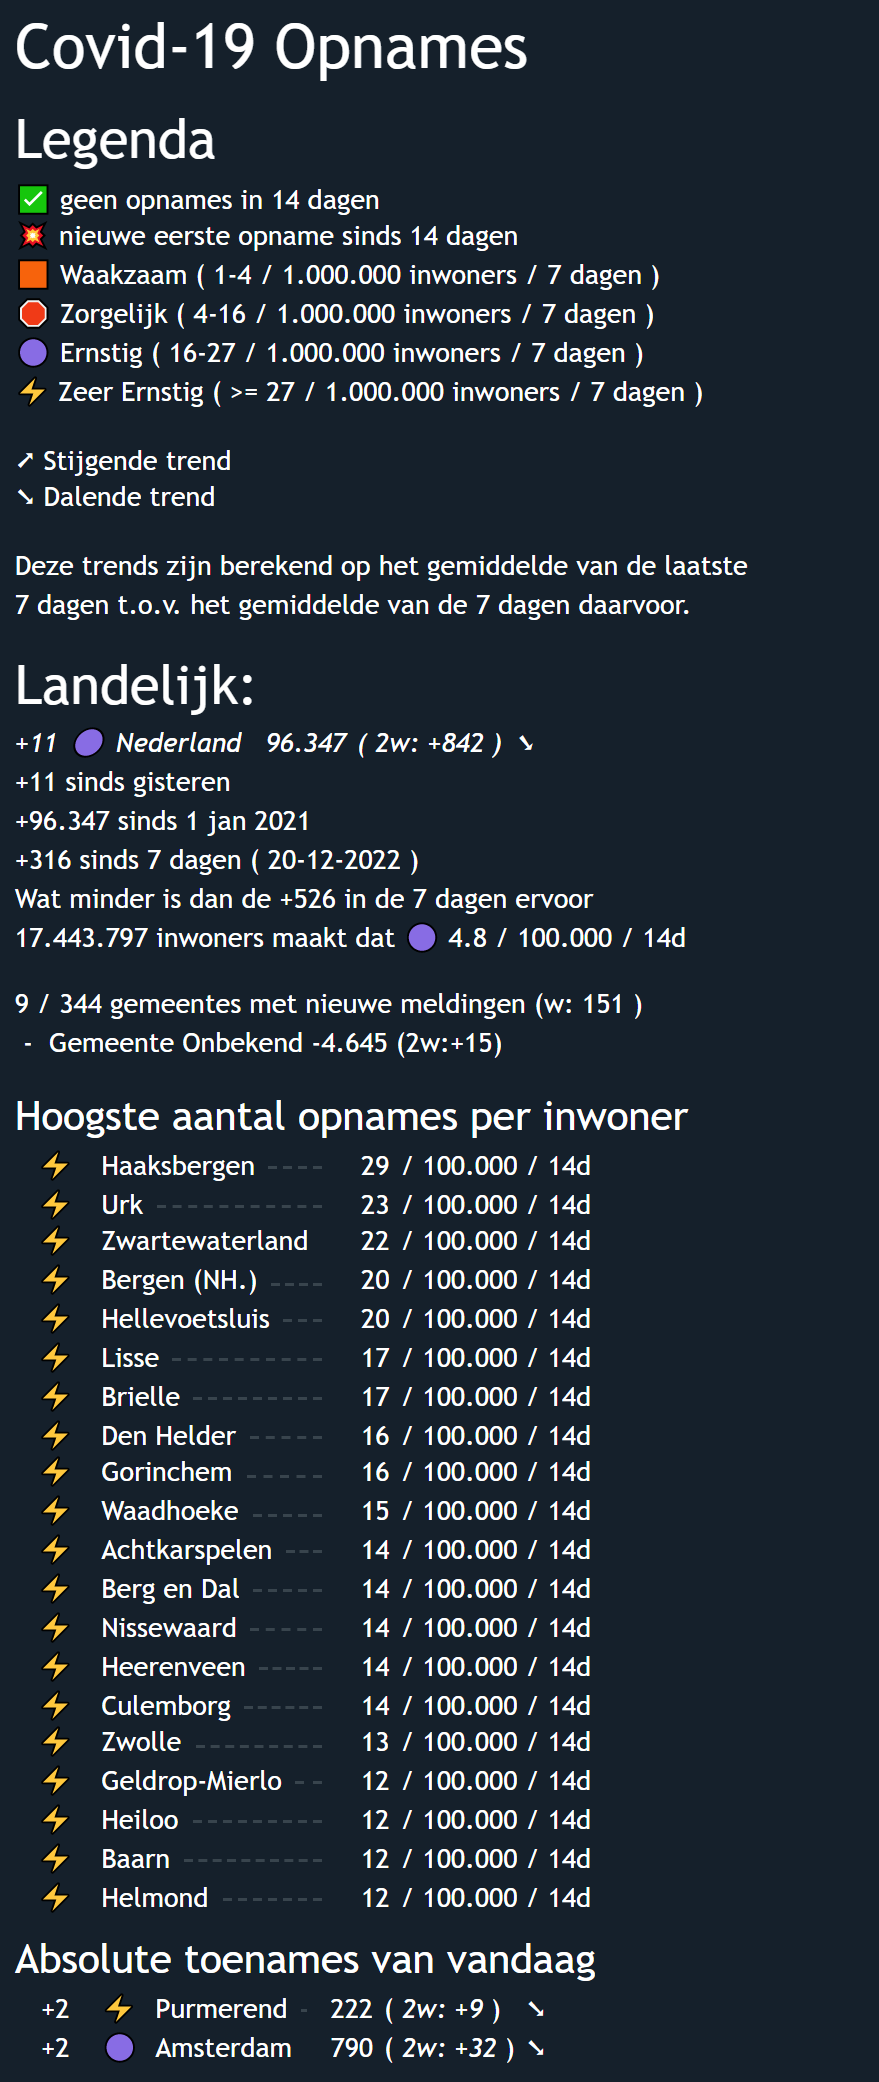 Covid-19 Opnames
Legenda
✅ geen opnames in 14 dagen
💥 nieuwe eerste opname sinds 14 dagen
🟧 Waakzaam ( 1-4 / 1.000.000 inwoners / 7 dagen )
🛑 Zorgelijk ( 4-16 / 1.000.000 inwoners / 7 dagen )
🟣 Ernstig ( 16-27 / 1.000.000 inwoners / 7 dagen )
⚡ Zeer Ernstig ( >= 27 / 1.000.000 inwoners / 7 dagen )
➚ Stijgende trend
➘ Dalende trend
Deze trends zijn berekend op het gemiddelde van de laatste
7 dagen t.o.v. het gemiddelde van de 7 dagen daarvoor.
Landelijk:
+11 🟣 Nederland 96.347 ( 2w: +842 ) ➘
+11 sinds gisteren
+96.347 sinds 1 jan 2021
+316 sinds 7 dagen ( 20-12-2022 )
Wat minder is dan de +526 in de 7 dagen ervoor
17.443.797 inwoners maakt dat 🟣 4.8 / 100.000 / 14d
9 / 344 gemeentes met nieuwe meldingen (w: 151 )
- Gemeente Onbekend -4.645 (2w:+15)
Hoogste aantal opnames per inwoner
⚡ Haaksbergen ---- 29 / 100.000 / 14d
⚡ Urk ----------- 23 / 100.000 / 14d
⚡ Zwartewaterland 22 / 100.000 / 14d
⚡ Bergen (NH.) ---- 20 / 100.000 / 14d
⚡ Hellevoetsluis --- 20 / 100.000 / 14d
⚡ Lisse ---------- 17 / 100.000 / 14d
⚡ Brielle --------- 17 / 100.000 / 14d
⚡ Den Helder ----- 16 / 100.000 / 14d
⚡ Gorinchem ----- 16 / 100.000 / 14d
⚡ Waadhoeke ----- 15 / 100.000 / 14d
⚡ Achtkarspelen --- 14 / 100.000 / 14d
⚡ Berg en Dal ----- 14 / 100.000 / 14d
⚡ Nissewaard ----- 14 / 100.000 / 14d
⚡ Heerenveen ----- 14 / 100.000 / 14d
⚡ Culemborg ------ 14 / 100.000 / 14d
⚡ Zwolle --------- 13 / 100.000 / 14d
⚡ Geldrop-Mierlo -- 12 / 100.000 / 14d
⚡ Heiloo --------- 12 / 100.000 / 14d
⚡ Baarn ---------- 12 / 100.000 / 14d
⚡ Helmond ------- 12 / 100.000 / 14d
Absolute toenames van vandaag
+2 ⚡ Purmerend - 222 ( 2w: +9 ) ➘
+2 🟣 Amsterdam 790 ( 2w: +32 ) ➘